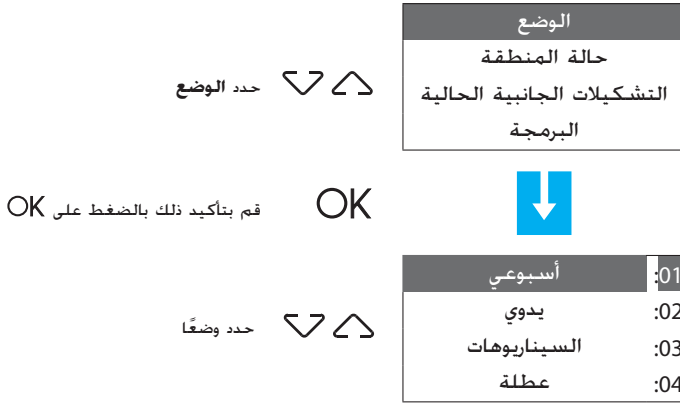 الوضع
حالة المنطقة
التشكيلات الجانبية الحالية
البرمجة
حدد الوضع
OK
قم بتأكيد ذلك بالضغط على OK
01: أسبوعي
02: يدوي
03: السيناريوهات
04: عطلة
حدد وضعًا